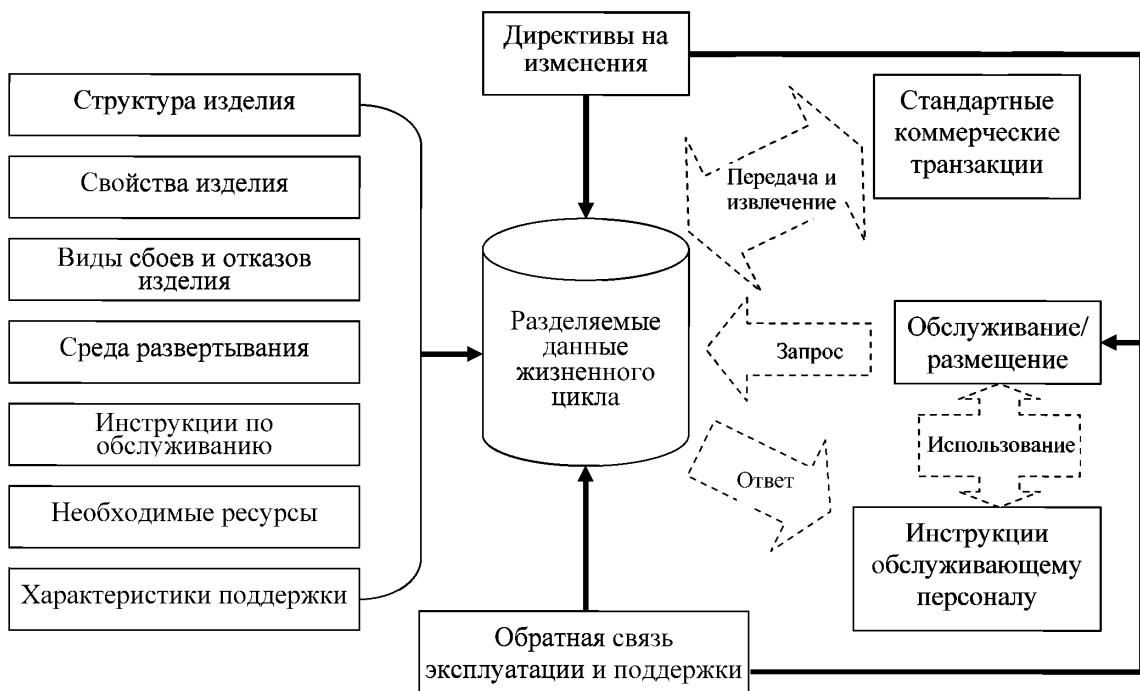 Директивы на
изменения
Структура изделия
Свойства изделия
Виды сбоев и отказов
изделия
Среда развертывания
Инструкции по
обслуживанию
Необходимые ресурсы
Характеристики поддержки
Разделяемые
данные
жизненного
цикла
Обратная связь
эксплуатации и поддержки
Передача и
извлечение
Стандартные
коммерческие
транзакции
Запрос
Обслуживание/
размещение
Использование
Ответ
Инструкции
обслуживающему
персоналу